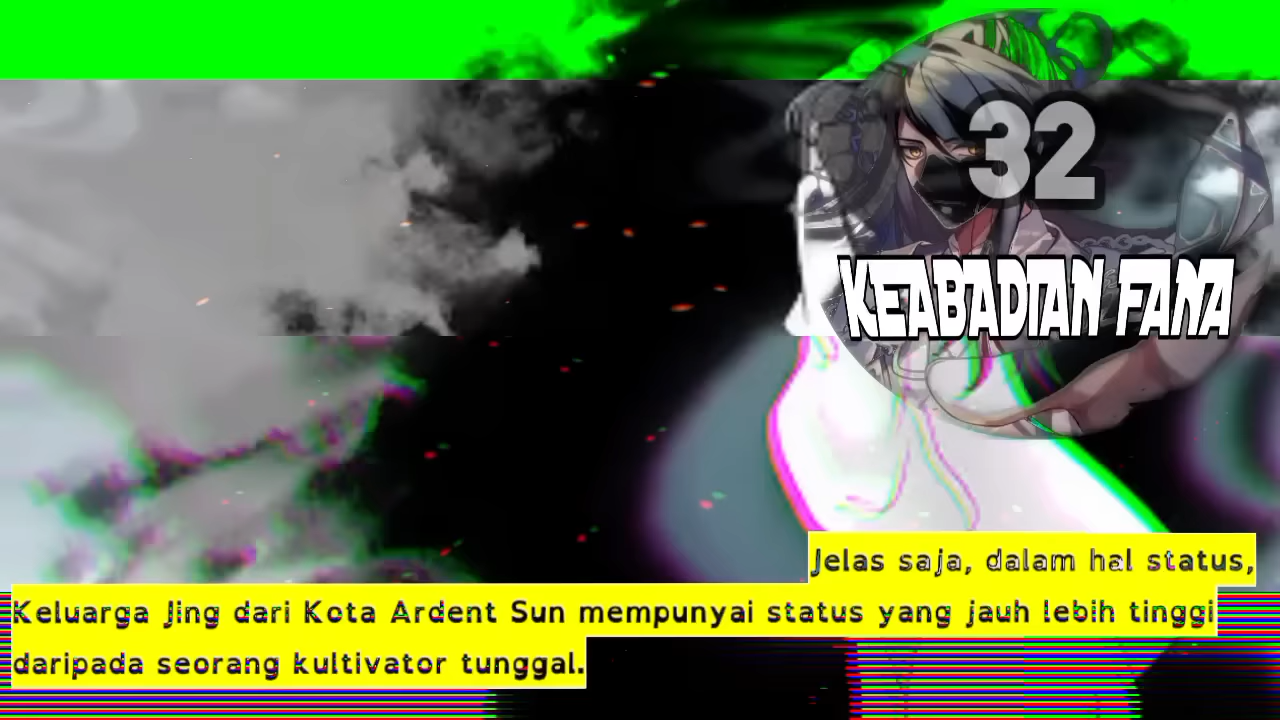 32
KEABADIAN FANA
Jelas saja, dalam hal status,
Keluarga Jing dari Kota Ardent Sun mempunyai status yang jauh lebih tinggi
daripada seorang kultivator tunggal.